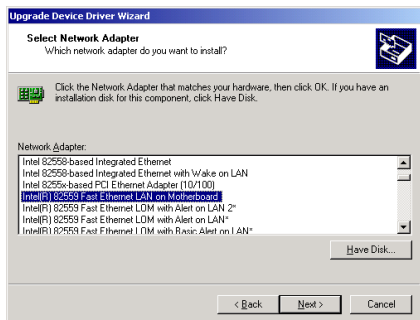 Upgrade Device Driver Wizard
Select Network Adapter
Which network adapter do you want to install?
Click the Network Adapter that matches your hardware, then click OK. If you have an
installation disk for this component, click Have Disk.
Network Adapter:
Intel 82558-based Integrated Ethernet
Intel 82558-based Integrated Ethernet with Wake on LAN
Intel 8255x-based PCI Ethernet Adapter (10/100)
Intel(R) 82559 Fast Ethernet LAN on Motherboard
Intel(R) 82559 Fast Ethernet LOM with Alert on LAN 2*
Intel(R) 82559 Fast Ethernet LOM with Alert on LAN*
Intel(R) 82559 Fast Ethernet LOM with Basic Alert on LAN*
Have Disk...
< Back
Next >
Cancel